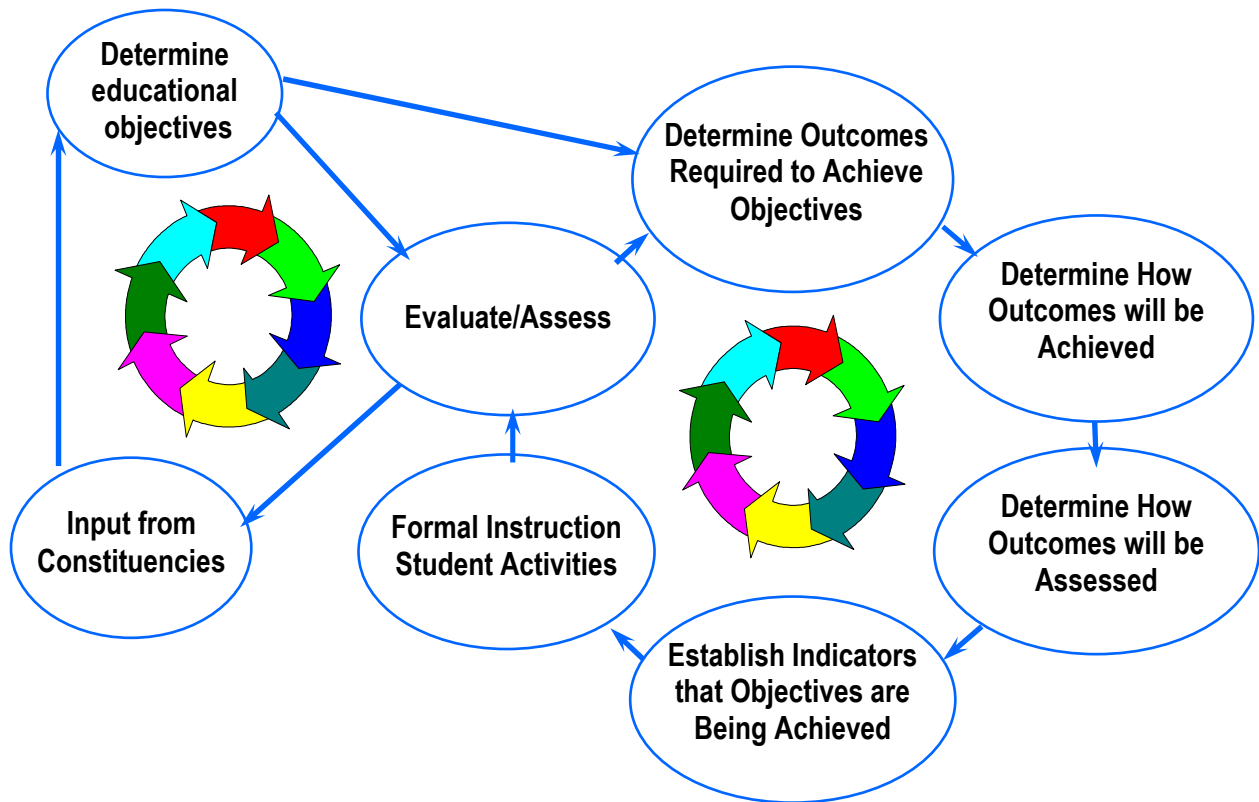 Determine
educational
objectives
Determine Outcomes
Required to Achieve
Objectives
Evaluate/Assess
Determine How
Outcomes will be
Achieved
Input from
Constituencies
Formal Instruction
Student Activities
Determine How
Outcomes will be
Assessed
Establish Indicators
that Objectives are
Being Achieved